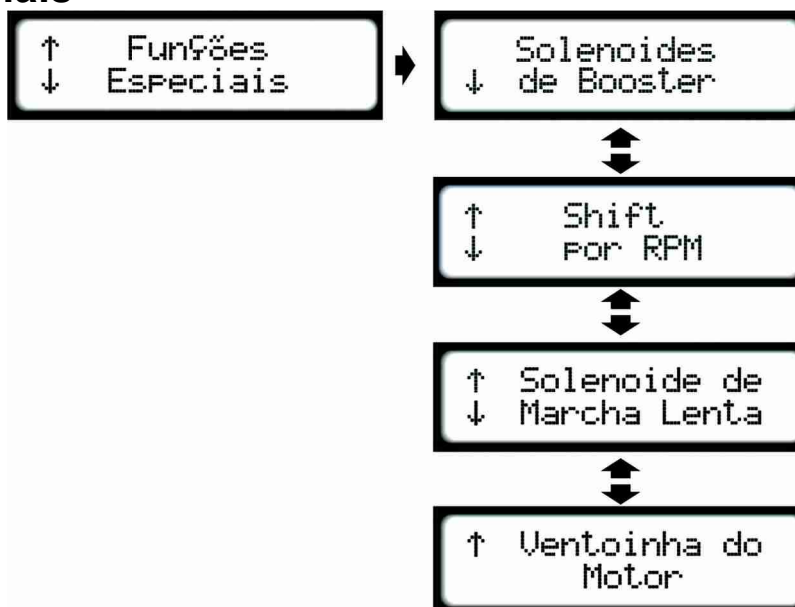 ↑ Funções
↓ Especiais
Solenoides
↓ de Booster
↑ Shift
↓ por RPM
↑ Solenoide de
↓ Marcha Lenta
↑ Ventoinha do
Motor